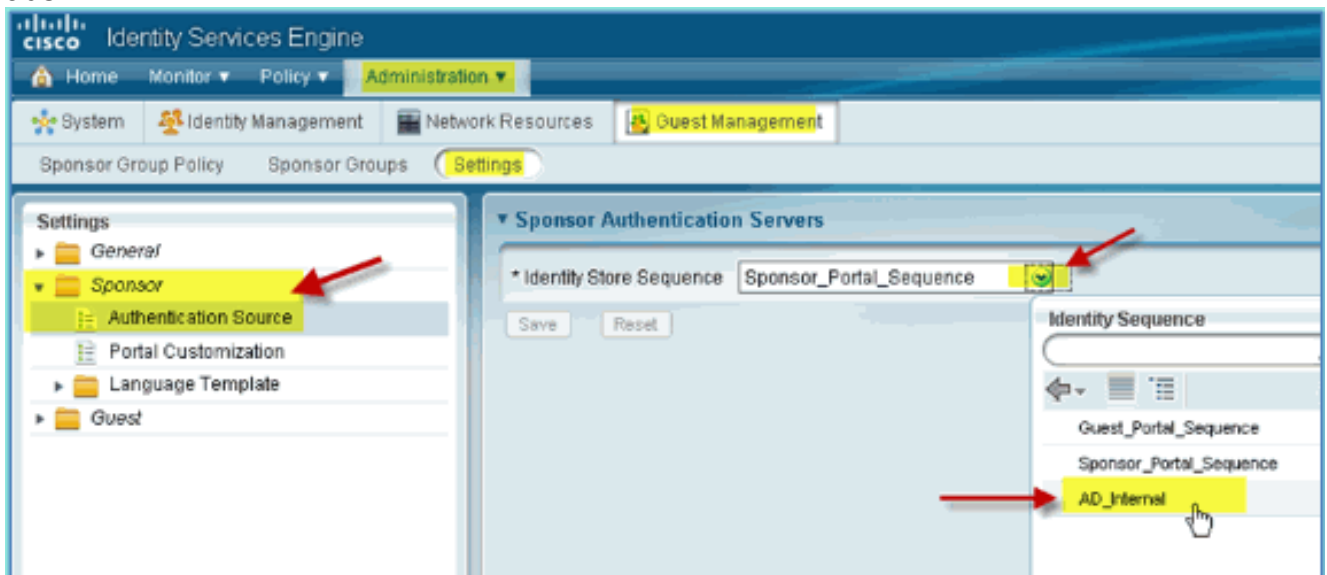 CISCO Identity Services Engine
Home Monitor Policy Administration
System Identity Management Network Resources Guest Management
Sponsor Group Policy Sponsor Groups Settings
Settings
General
Sponsor
Authentication Source
Portal Customization
Language Template
Guest
Sponsor Authentication Servers
* Identity Store Sequence Sponsor_Portal_Sequence
Save Reset
Identity Sequence
Guest_Portal_Sequence
Sponsor_Portal_Sequence
AD_Internal